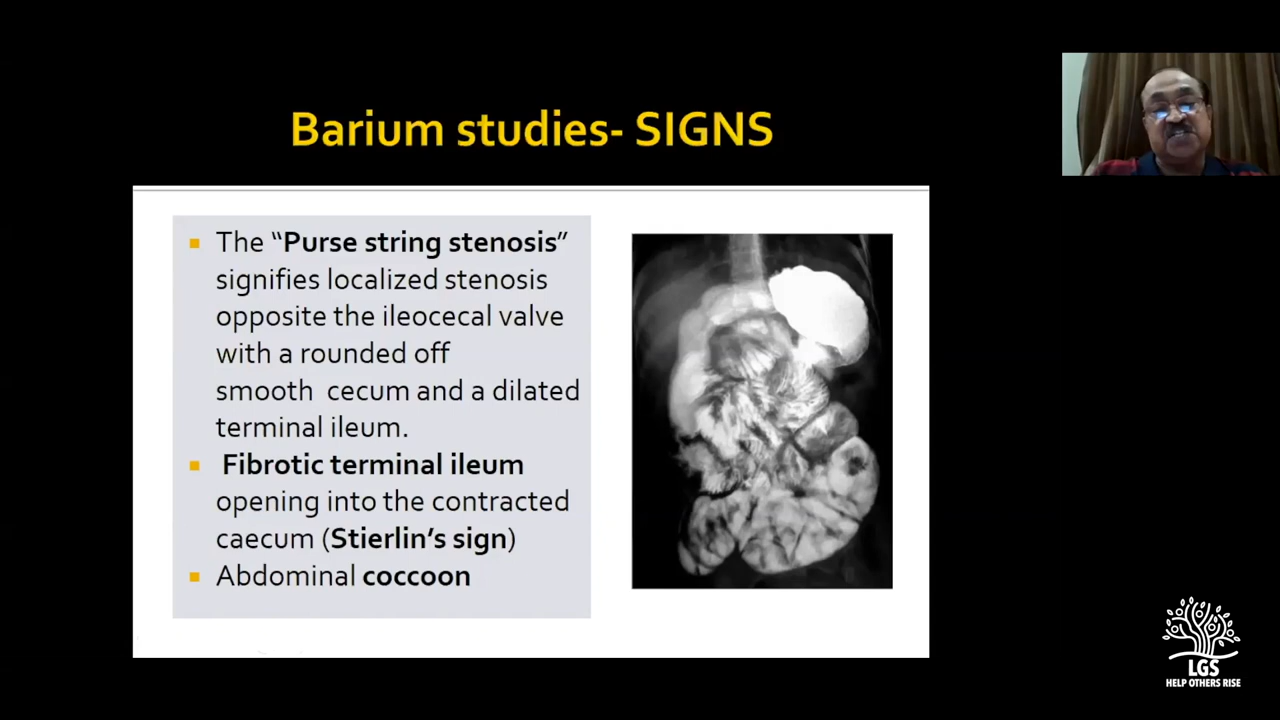 Barium studies- SIGNS
The “Purse string stenosis”
signifies localized stenosis
opposite the ileocecal valve
with a rounded off
smooth cecum and a dilated
terminal ileum.
Fibrotic terminal ileum
opening into the contracted
caecum (Stierlin’s sign)
Abdominal coccoon
LGS
HELP OTHERS RISE